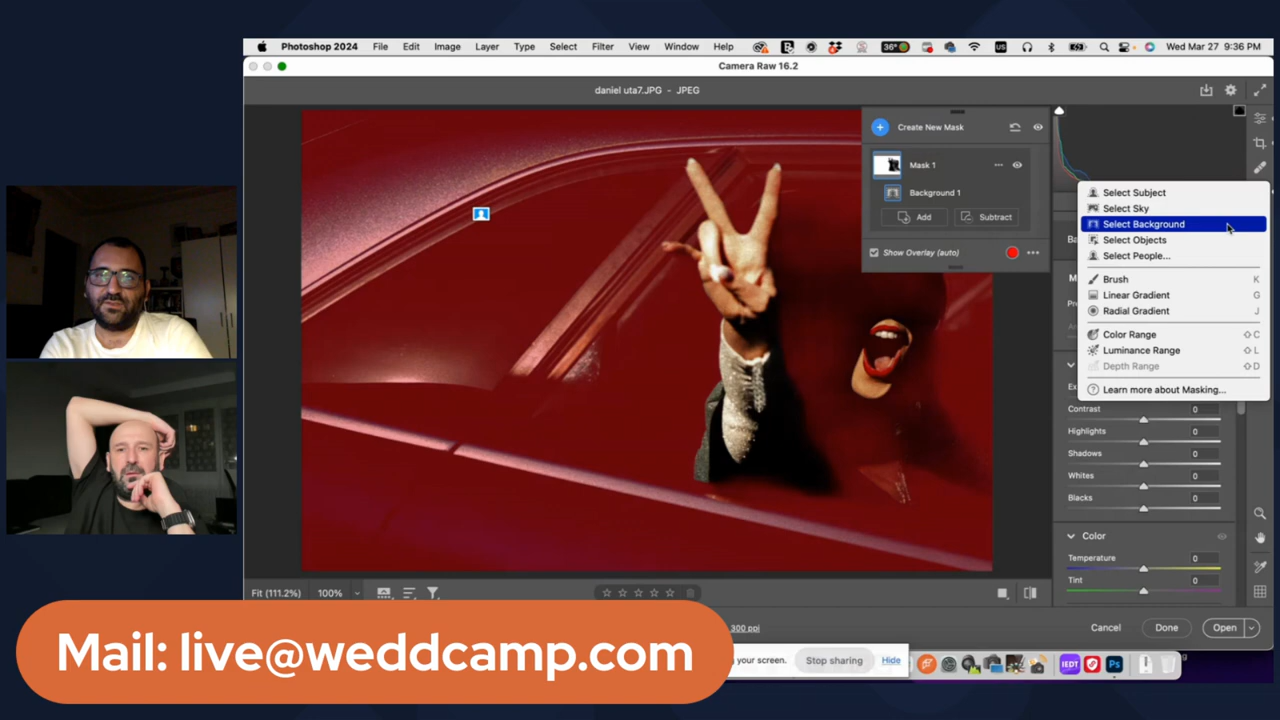 Photoshop 2024 File Edit Image Layer Type Select Filter View Window Help 36° US Wed Mar 27 9:36 PM
Camera Raw 16.2
daniel uta7.JPG - JPEG
Create New Mask
Mask 1
Background 1
Add Subtract
Show Overlay (auto)
Select Subject
Select Sky
Select Background
Select Objects
Select People...
Brush K
Linear Gradient G
Radial Gradient J
Color Range ⇧C
Luminance Range ⇧L
Depth Range ⇧D
Learn more about Masking...
Contrast 0
Highlights 0
Shadows 0
Whites 0
Blacks 0
Color
Temperature 0
Tint 0
Fit (111.2%) 100%
300 ppi
Cancel Done Open
your screen. Stop sharing Hide
IEDT Ps
Mail: live@weddcamp.com